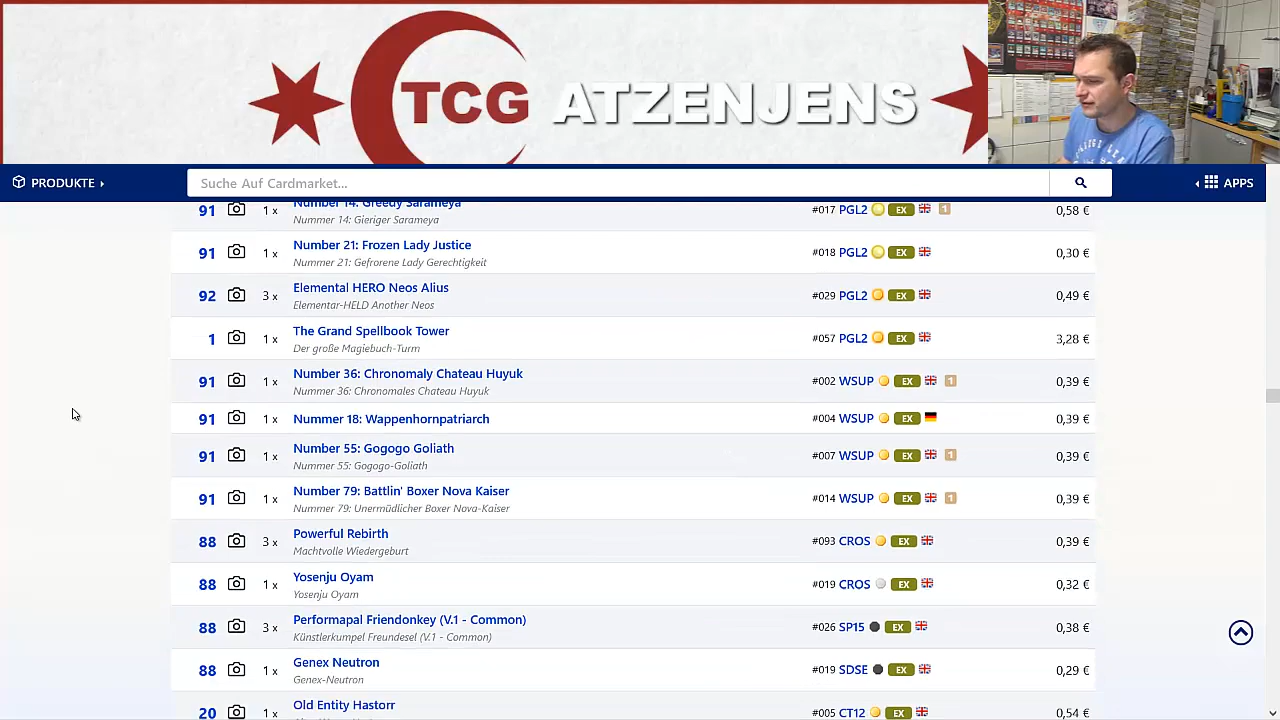 TCG ATZENJENS
PRODUKTE
Suche Auf Cardmarket...
APPS
91 1 x Number 14: Greedy Sarameya #017 PGL2 EX 1 0,58 €
Nummer 14: Gieriger Sarameya
91 1 x Number 21: Frozen Lady Justice #018 PGL2 EX 0,30 €
Nummer 21: Gefrorene Lady Gerechtigkeit
92 3 x Elemental HERO Neos Alius #029 PGL2 EX 0,49 €
Elementar-HELD Another Neos
1 1 x The Grand Spellbook Tower #057 PGL2 EX 3,28 €
Der große Magiebuch-Turm
91 1 x Number 36: Chronomaly Chateau Huyuk #002 WSUP EX 1 0,39 €
Nummer 36: Chronomales Chateau Huyuk
91 1 x Nummer 18: Wappenhornpatriarch #004 WSUP EX 0,39 €
91 1 x Number 55: Gogogo Goliath #007 WSUP EX 1 0,39 €
Nummer 55: Gogogo-Goliath
91 1 x Number 79: Battlin' Boxer Nova Kaiser #014 WSUP EX 1 0,39 €
Nummer 79: Unermüdlicher Boxer Nova-Kaiser
88 3 x Powerful Rebirth #093 CROS EX 0,39 €
Machtvolle Wiedergeburt
88 1 x Yosenju Oyam #019 CROS EX 0,32 €
Yosenju Oyam
88 3 x Performapal Friendonkey (V.1 - Common) #026 SP15 EX 0,38 €
Künstlerkumpel Freundesel (V.1 - Common)
88 1 x Genex Neutron #019 SDSE EX 0,29 €
Genex-Neutron
20 1 x Old Entity Hastorr #005 CT12 EX 0,54 €